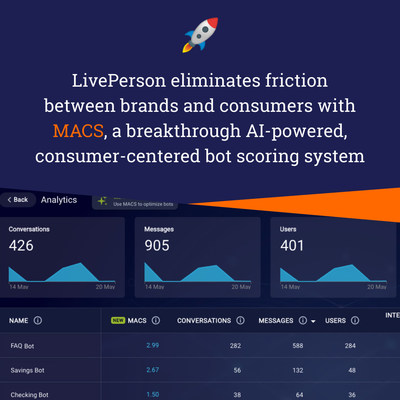 LivePerson eliminates friction
between brands and consumers with
MACS, a breakthrough AI-powered,
consumer-centered bot scoring system
Back Analytics Use MACS to optimize bots
Conversations Messages Users
426 905 401
14 May 20 May 14 May 20 May 14 May
NAME NEW MACS CONVERSATIONS MESSAGES USERS INTE
FAQ Bot 2.99 282 588 284
Savings Bot 2.67 56 132 48
Checking Bot 1.50 38 64 36